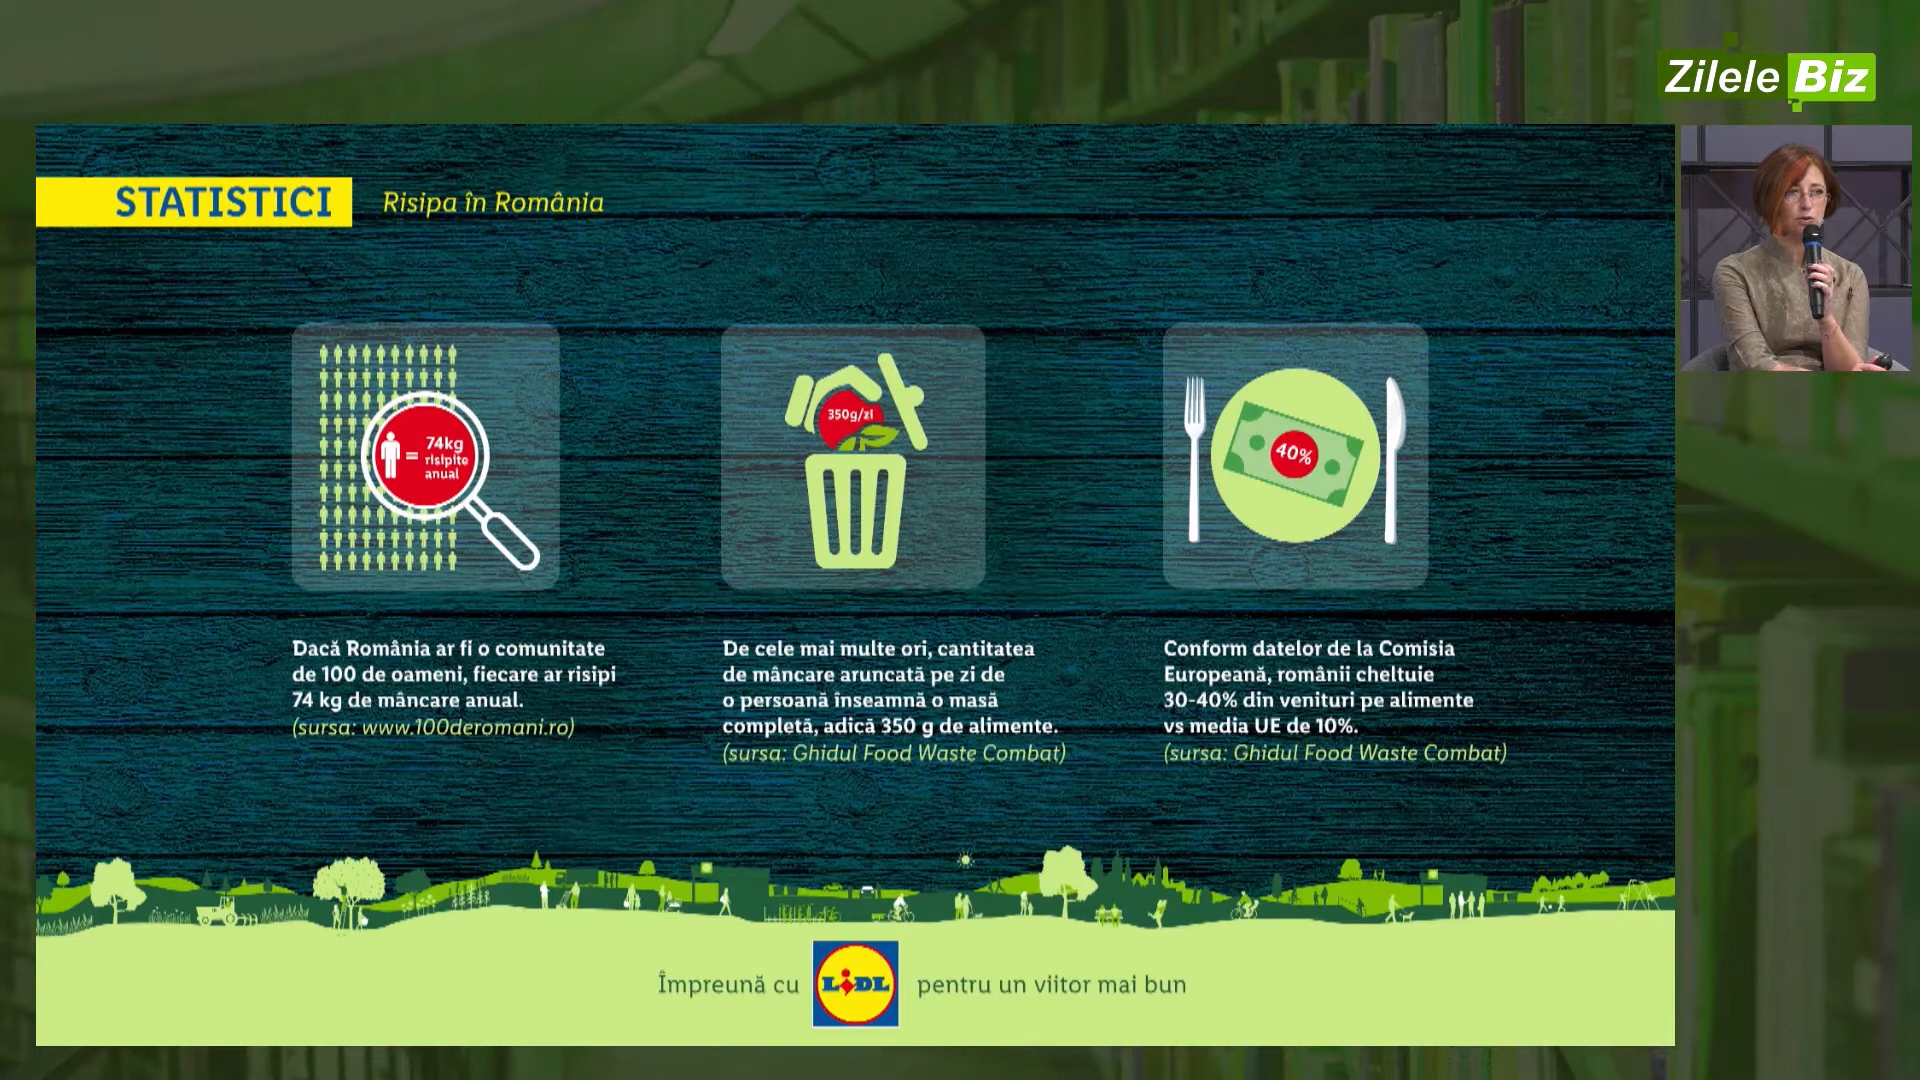 Zilele Biz
STATISTICI
Risipa în România
= 74kg
risipite
anual
350g/zi
40%
Dacă România ar fi o comunitate
de 100 de oameni, fiecare ar risipi
74 kg de mâncare anual.
(sursa: www.100deromani.ro)
De cele mai multe ori, cantitatea
de mâncare aruncată pe zi de
o persoană înseamnă o masă
completă, adică 350 g de alimente.
(sursa: Ghidul Food Waste Combat)
Conform datelor de la Comisia
Europeană, românii cheltuie
30-40% din venituri pe alimente
vs media UE de 10%.
(sursa: Ghidul Food Waste Combat)
Împreună cu LIDL pentru un viitor mai bun